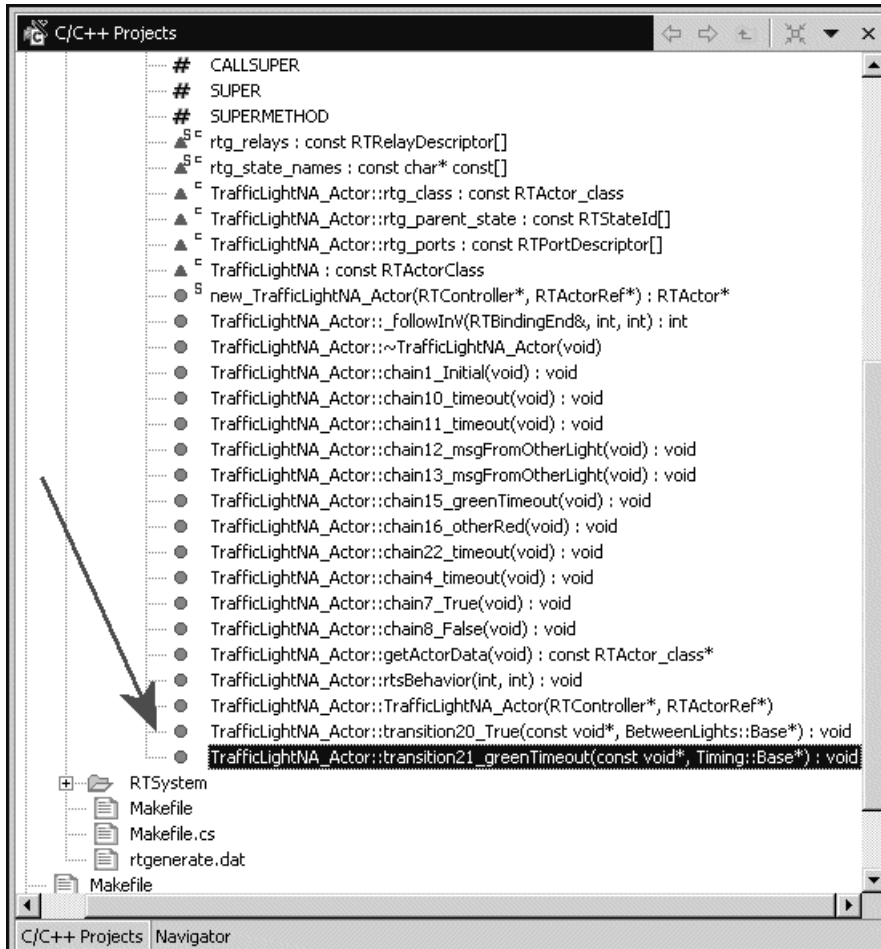 C/C++ Projects
# CALLSUPER
# SUPER
# SUPERMETHOD
S C rtg_relays : const RTRelayDescriptor[]
S C rtg_state_names : const char* const[]
C TrafficLightNA_Actor::rtg_class : const RTActor_class
C TrafficLightNA_Actor::rtg_parent_state : const RTStateId[]
C TrafficLightNA_Actor::rtg_ports : const RTPortDescriptor[]
C TrafficLightNA : const RTActorClass
S new_TrafficLightNA_Actor(RTController*, RTActorRef*) : RTActor*
TrafficLightNA_Actor::_followInV(RTBindingEnd&, int, int) : int
TrafficLightNA_Actor::~TrafficLightNA_Actor(void)
TrafficLightNA_Actor::chain1_Initial(void) : void
TrafficLightNA_Actor::chain10_timeout(void) : void
TrafficLightNA_Actor::chain11_timeout(void) : void
TrafficLightNA_Actor::chain12_msgFromOtherLight(void) : void
TrafficLightNA_Actor::chain13_msgFromOtherLight(void) : void
TrafficLightNA_Actor::chain15_greenTimeout(void) : void
TrafficLightNA_Actor::chain16_otherRed(void) : void
TrafficLightNA_Actor::chain22_timeout(void) : void
TrafficLightNA_Actor::chain4_timeout(void) : void
TrafficLightNA_Actor::chain7_True(void) : void
TrafficLightNA_Actor::chain8_False(void) : void
TrafficLightNA_Actor::getActorData(void) : const RTActor_class*
TrafficLightNA_Actor::rtsBehavior(int, int) : void
TrafficLightNA_Actor::TrafficLightNA_Actor(RTController*, RTActorRef*)
TrafficLightNA_Actor::transition20_True(const void*, BetweenLights::Base*) : void
TrafficLightNA_Actor::transition21_greenTimeout(const void*, Timing::Base*) : void
RTSystem
Makefile
Makefile.cs
rtgenerate.dat
Makefile
C/C++ Projects Navigator